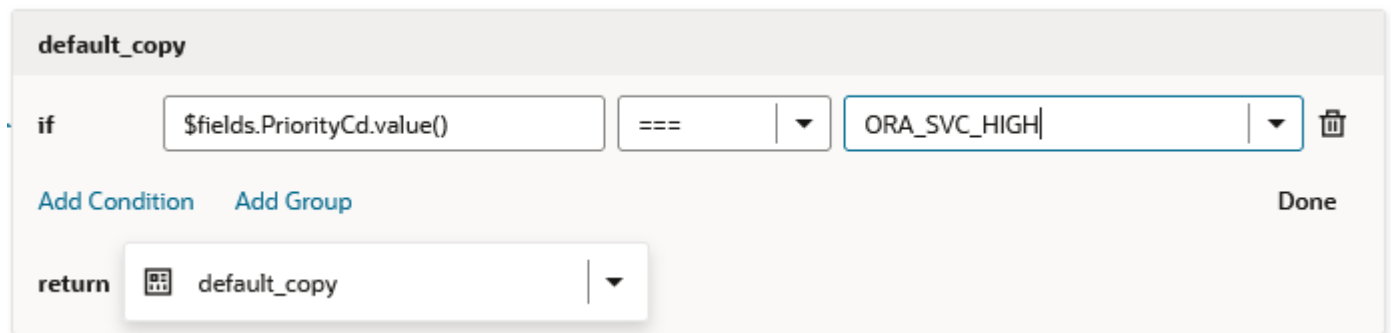 default_copy
if $fields.PriorityCd.value() === ORA_SVC_HIGH
Add Condition Add Group Done
return default_copy